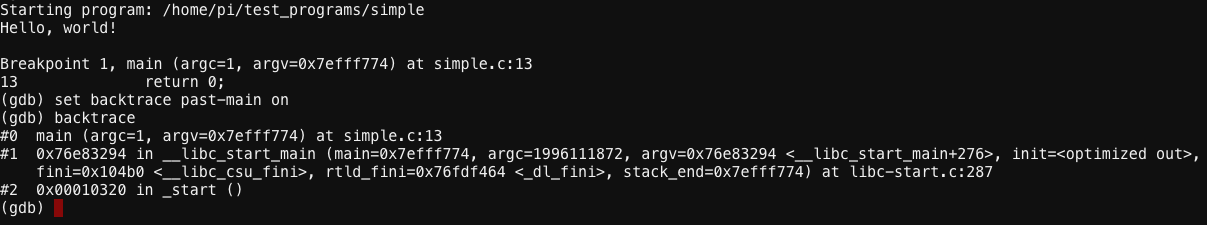 Starting program: /home/pi/test_programs/simple
Hello, world!
Breakpoint 1, main (argc=1, argv=0x7efff774) at simple.c:13
13              return 0;
(gdb) set backtrace past-main on
(gdb) backtrace
#0  main (argc=1, argv=0x7efff774) at simple.c:13
#1  0x76e83294 in __libc_start_main (main=0x7efff774, argc=1996111872, argv=0x76e83294 <__libc_start_main+276>, init=<optimized out>,
    fini=0x104b0 <__libc_csu_fini>, rtld_fini=0x76fdf464 <_dl_fini>, stack_end=0x7efff774) at libc-start.c:287
#2  0x00010320 in _start ()
(gdb)